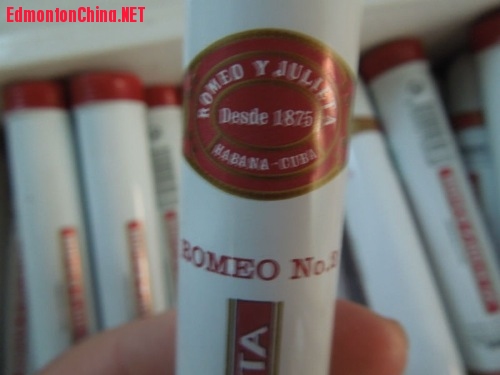 EdmontonChina.NET
ROMEO Y JULIETA
Desde 1875
HABANA - CUBA
ROMEO No.
TA